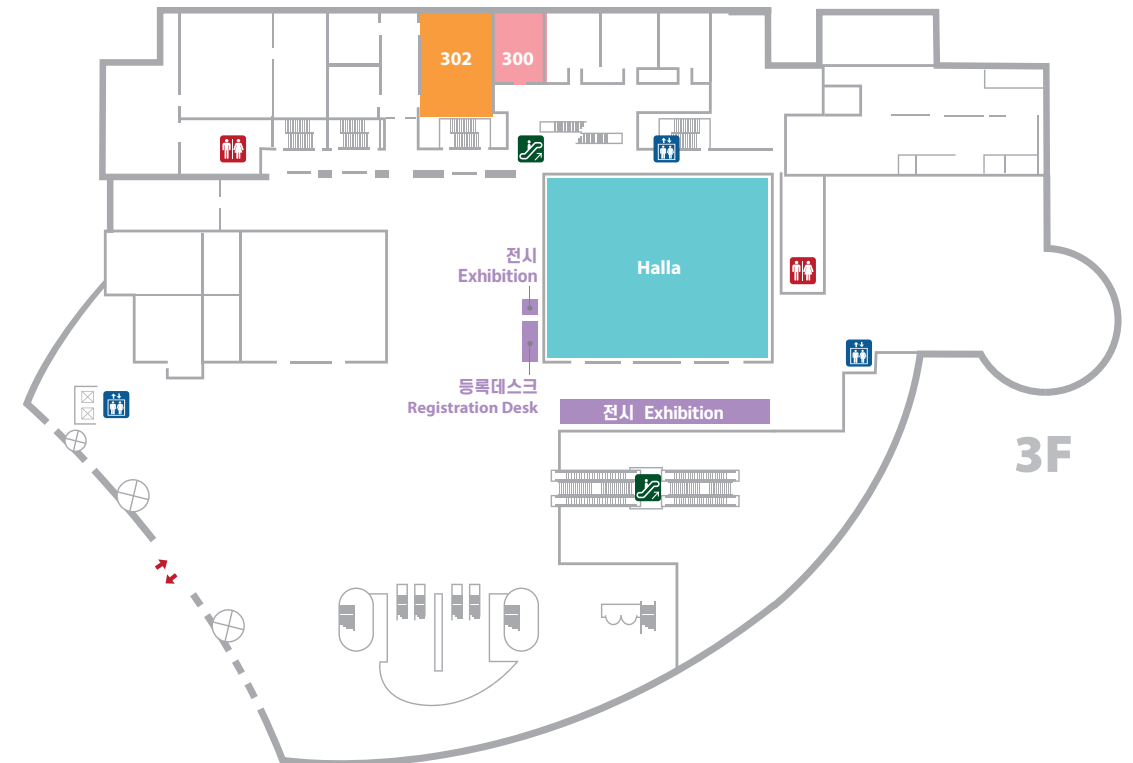 302
300
전시
Exhibition
Halla
등록데스크
Registration Desk
전시 Exhibition
3F